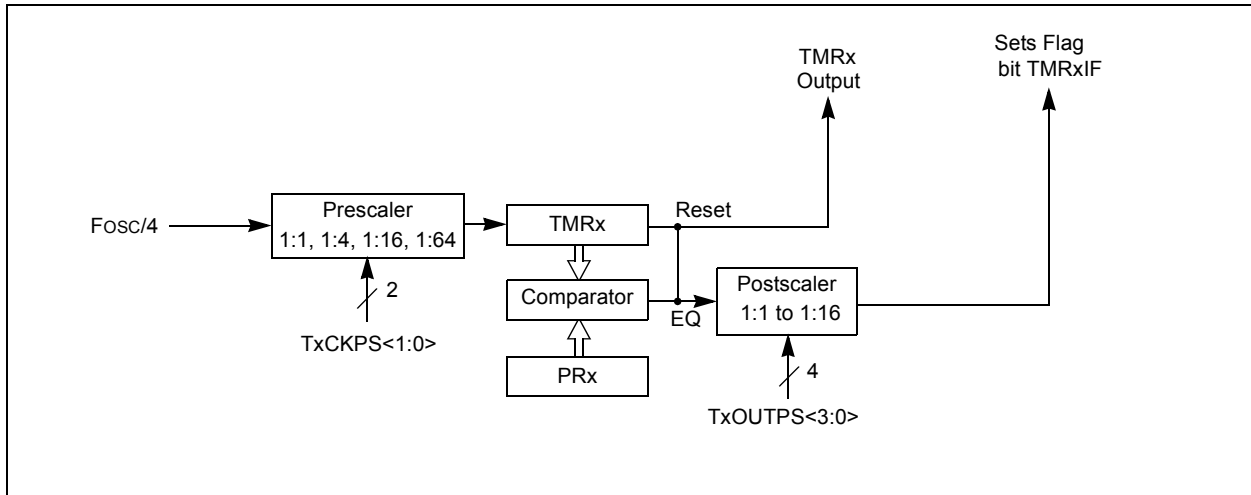 TMRx
Output
Sets Flag
bit TMRxIF
Fosc/4
Prescaler
1:1, 1:4, 1:16, 1:64
2
TxCKPS<1:0>
TMRx
Reset
Comparator
EQ
PRx
Postscaler
1:1 to 1:16
4
TxOUTPS<3:0>